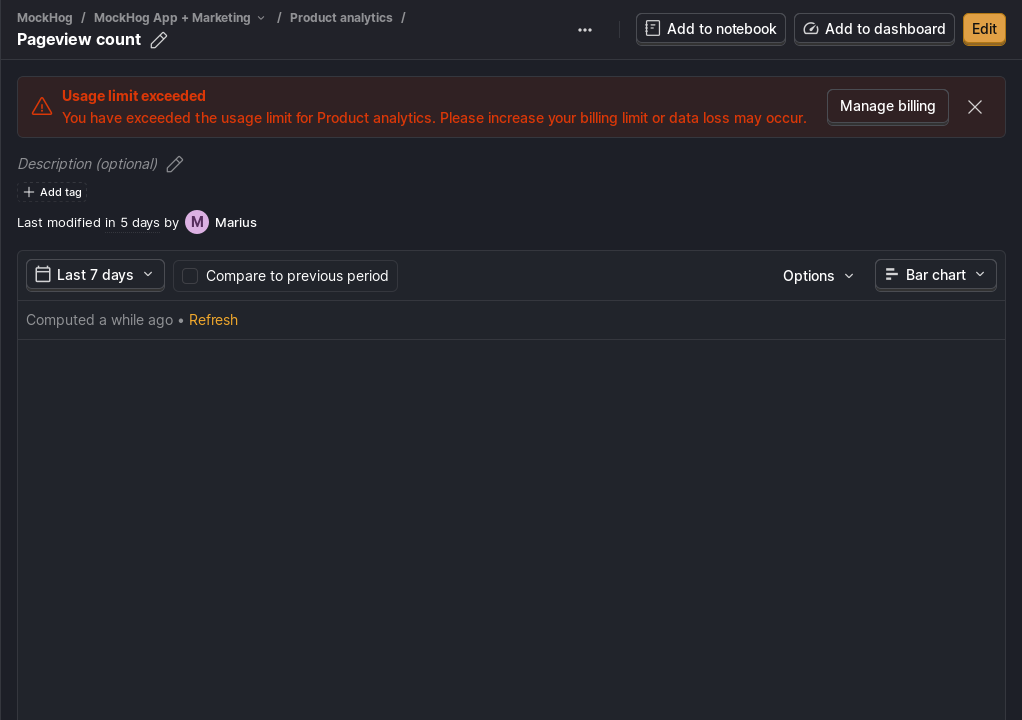 MockHog / MockHog App + Marketing / Product analytics /
Pageview count
Add to notebook
Add to dashboard
Edit
Usage limit exceeded
You have exceeded the usage limit for Product analytics. Please increase your billing limit or data loss may occur.
Manage billing
Description (optional)
Add tag
Last modified in 5 days by M Marius
Last 7 days
Compare to previous period
Options
Bar chart
Computed a while ago • Refresh